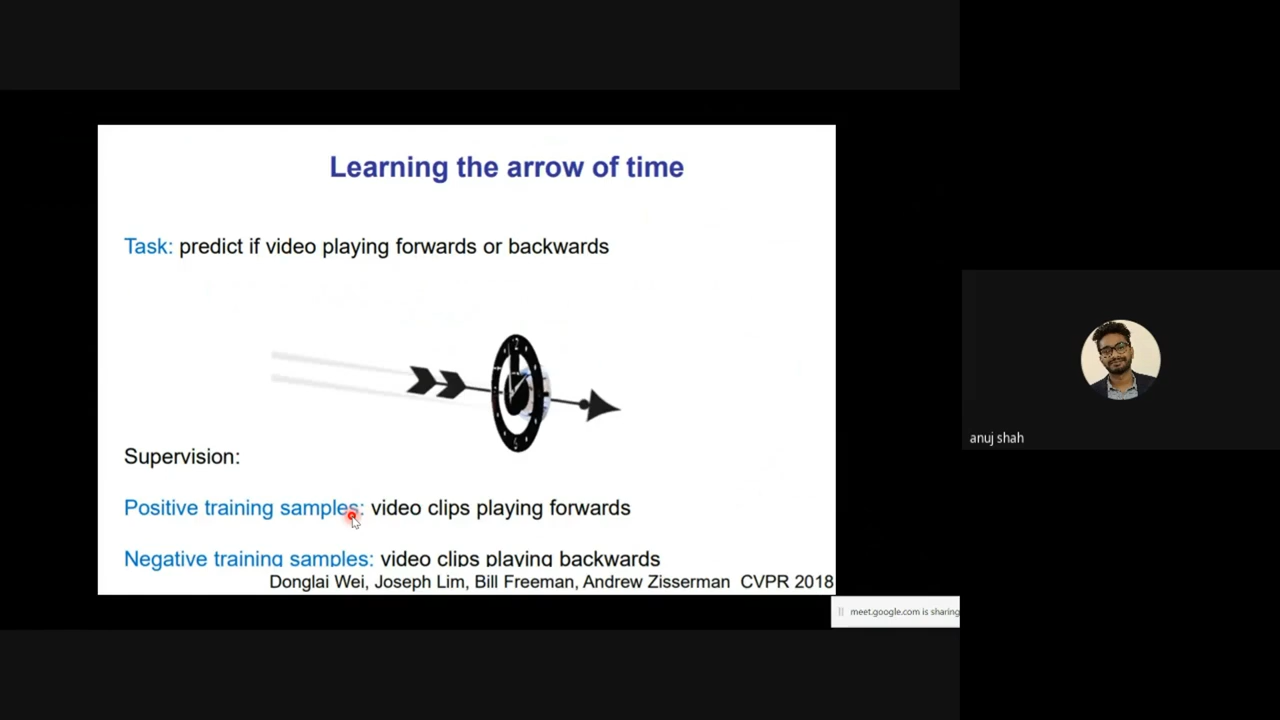 Learning the arrow of time
Task: predict if video playing forwards or backwards
Supervision:
Positive training samples: video clips playing forwards
Negative training samples: video clips playing backwards
Donglai Wei, Joseph Lim, Bill Freeman, Andrew Zisserman CVPR 2018
meet.google.com is sharing
anuj shah